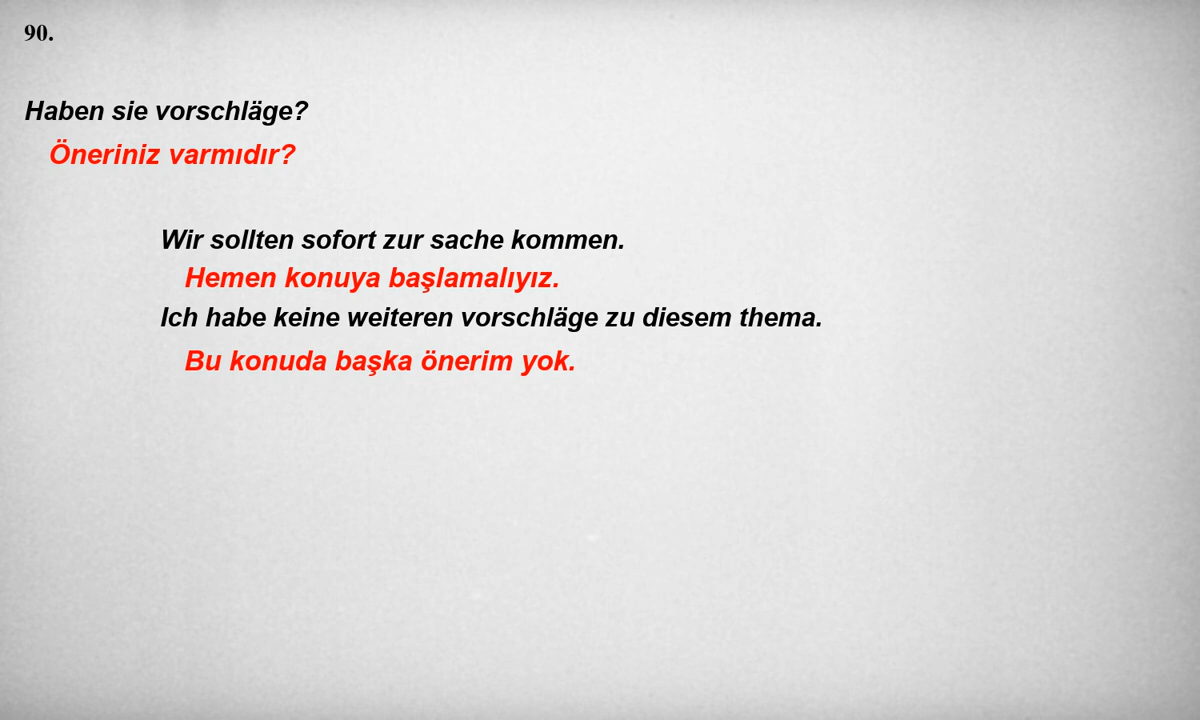 90.
Haben sie vorschläge?
Öneriniz varmıdır?
Wir sollten sofort zur sache kommen.
Hemen konuya başlamalıyız.
Ich habe keine weiteren vorschläge zu diesem thema.
Bu konuda başka önerim yok.